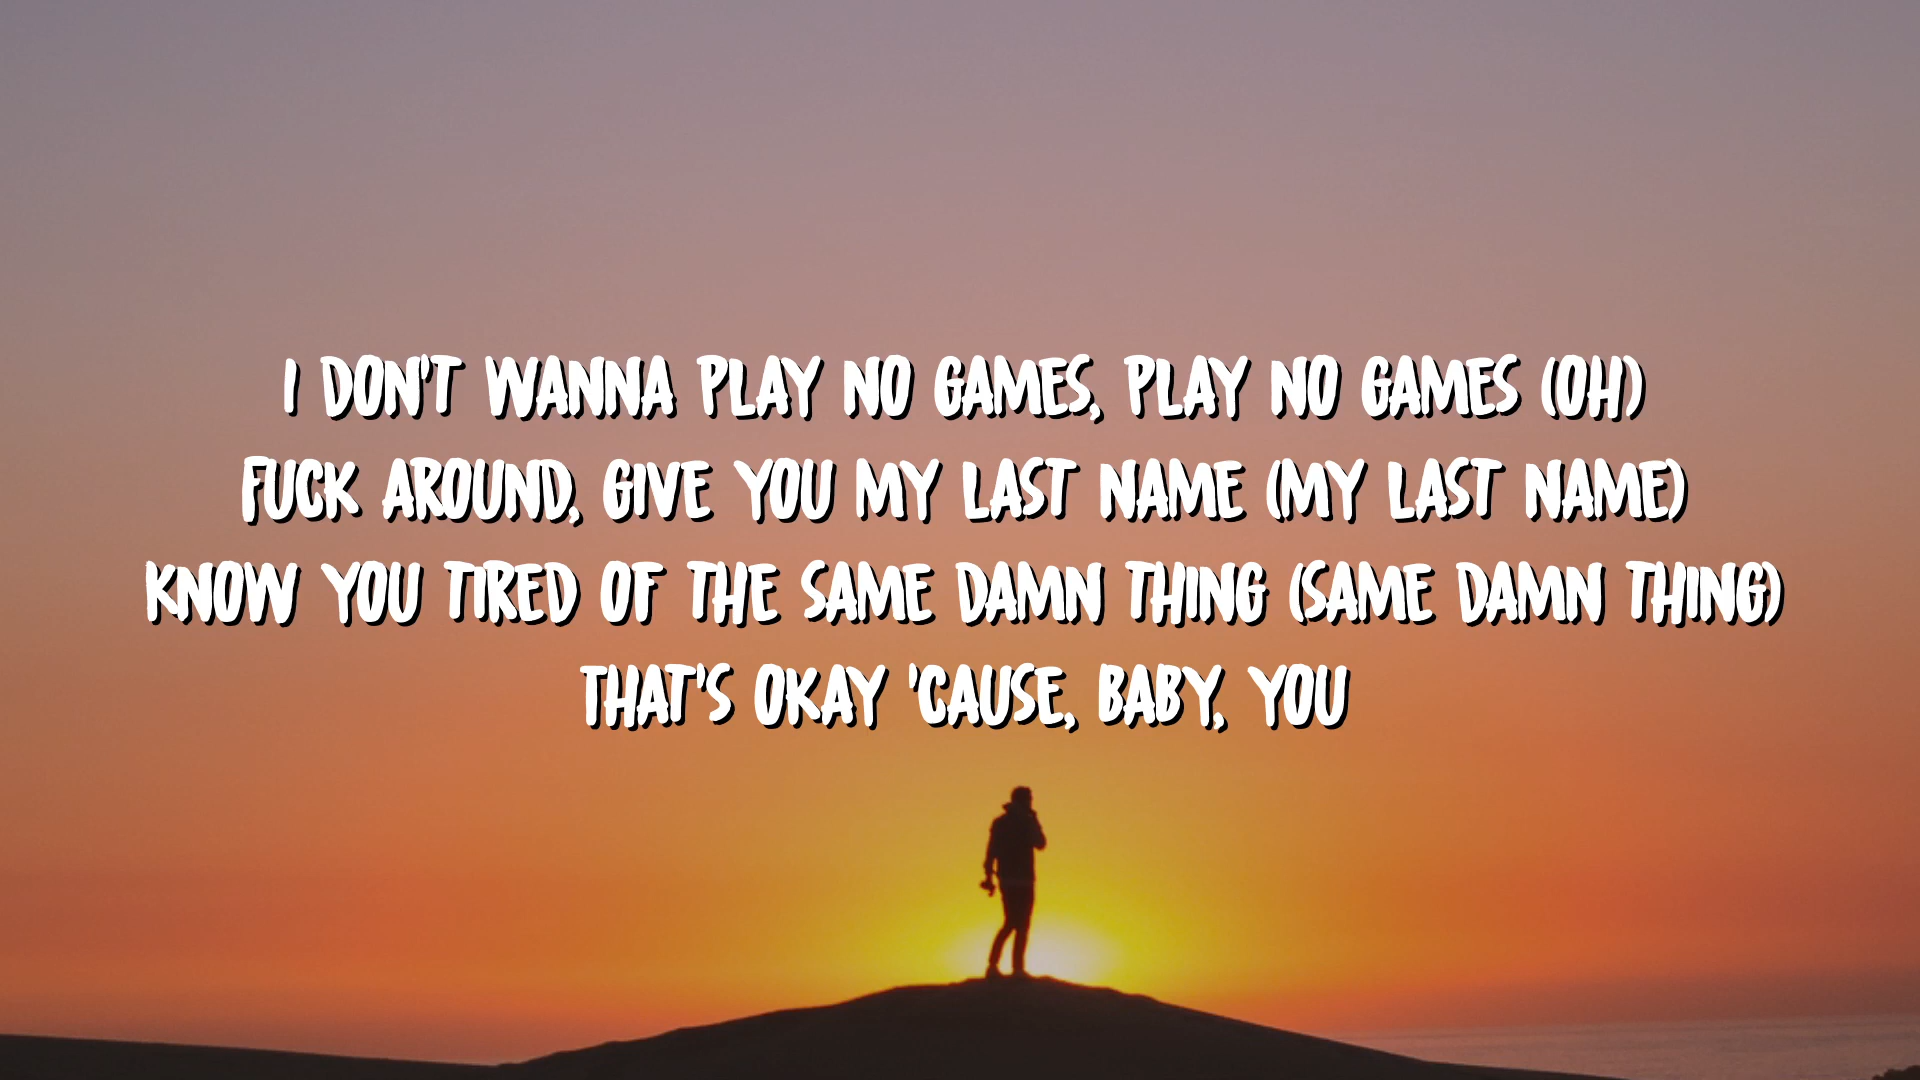 I DON'T WANNA PLAY NO GAMES, PLAY NO GAMES (OH)
FUCK AROUND, GIVE YOU MY LAST NAME (MY LAST NAME)
KNOW YOU TIRED OF THE SAME DAMN THING (SAME DAMN THING)
THAT'S OKAY 'CAUSE, BABY, YOU